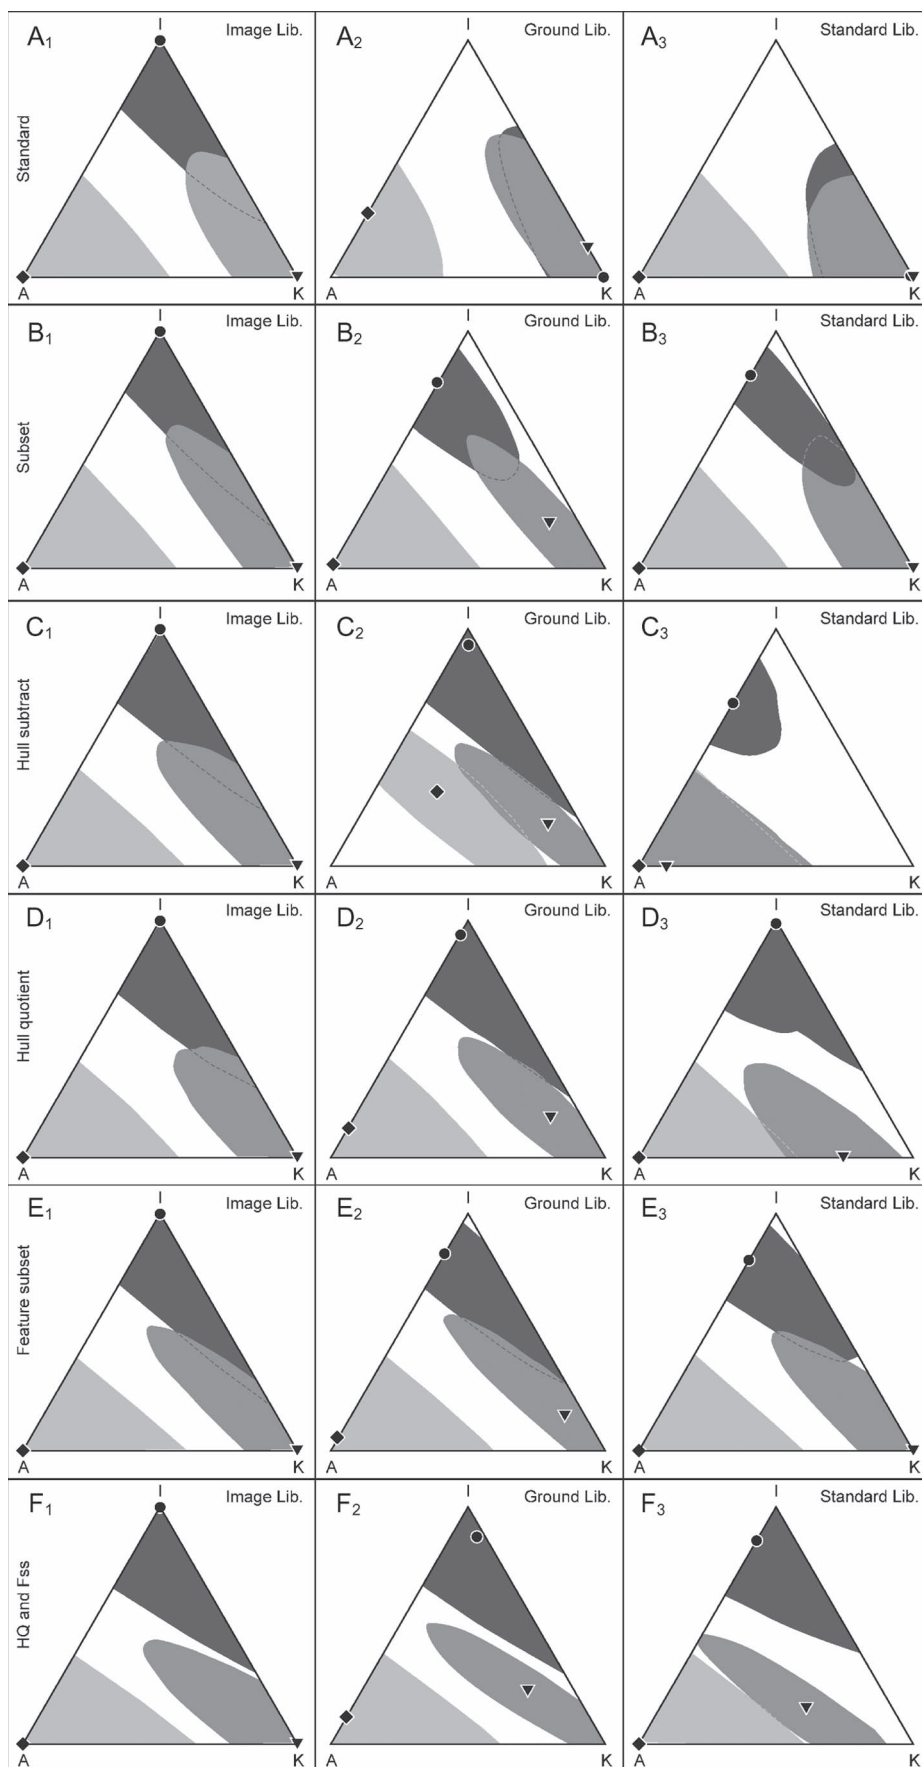 A1 I Image Lib. A2 I Ground Lib. A3 I Standard Lib.
Standard
A K A K A K
B1 I Image Lib. B2 I Ground Lib. B3 I Standard Lib.
Subset
A K A K A K
C1 I Image Lib. C2 I Ground Lib. C3 I Standard Lib.
Hull subtract
A K A K A K
D1 I Image Lib. D2 I Ground Lib. D3 I Standard Lib.
Hull quotient
A K A K A K
E1 I Image Lib. E2 I Ground Lib. E3 I Standard Lib.
Feature subset
A K A K A K
F1 I Image Lib. F2 I Ground Lib. F3 I Standard Lib.
HQ and Fss
A K A K A K